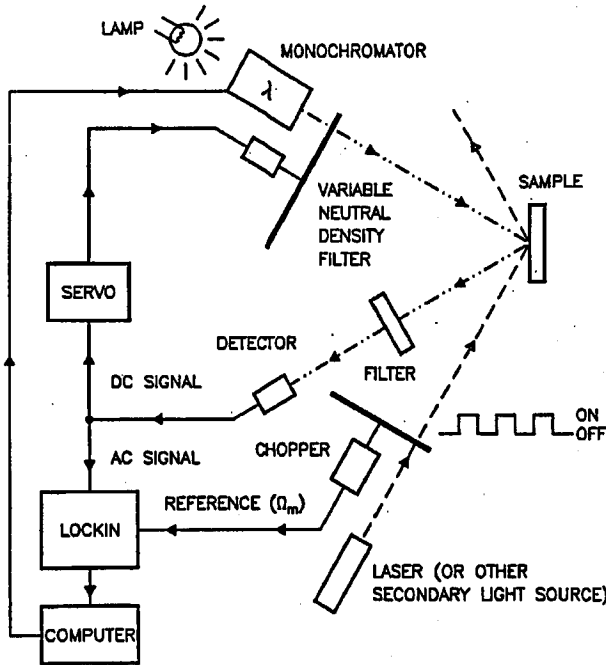 LAMP
MONOCHROMATOR
λ
VARIABLE
NEUTRAL
DENSITY
FILTER
SAMPLE
SERVO
DETECTOR
FILTER
DC SIGNAL
ON
OFF
CHOPPER
AC SIGNAL
REFERENCE (Ωm)
LOCKIN
LASER (OR OTHER
SECONDARY LIGHT SOURCE)
COMPUTER